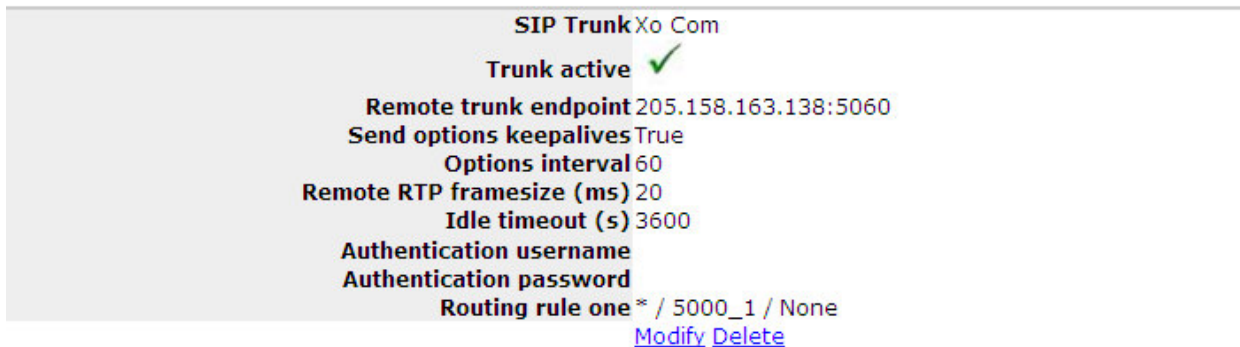 SIP Trunk Xo Com
Trunk active
Remote trunk endpoint 205.158.163.138:5060
Send options keepalives True
Options interval 60
Remote RTP framesize (ms) 20
Idle timeout (s) 3600
Authentication username
Authentication password
Routing rule one * / 5000_1 / None
Modify Delete